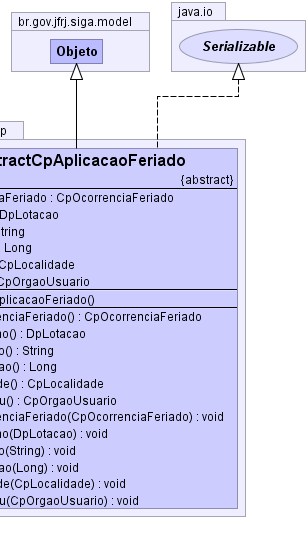 br.gov.jfrj.siga.model
java.io
Objeto
Serializable
p
tractCpAplicacaoFeriado
{abstract}
aFeriado : CpOcorrenciaFeriado
DpLotacao
tring
Long
CpLocalidade
CpOrgaoUsuario
plicacaoFeriado()
enciaFeriado() : CpOcorrenciaFeriado
ao() : DpLotacao
o() : String
ao() : Long
de() : CpLocalidade
u() : CpOrgaoUsuario
enciaFeriado(CpOcorrenciaFeriado) : void
ao(DpLotacao) : void
o(String) : void
ao(Long) : void
de(CpLocalidade) : void
u(CpOrgaoUsuario) : void